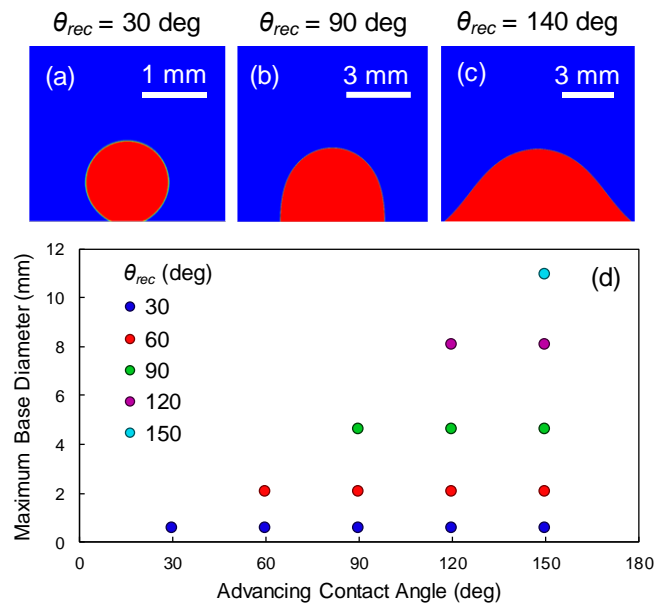 θrec = 30 deg
θrec = 90 deg
θrec = 140 deg
(a)
1 mm
(b)
3 mm
(c)
3 mm
Maximum Base Diameter (mm)
12
10
8
6
4
2
0
θrec (deg)
30
60
90
120
150
(d)
0
30
60
90
120
150
180
Advancing Contact Angle (deg)